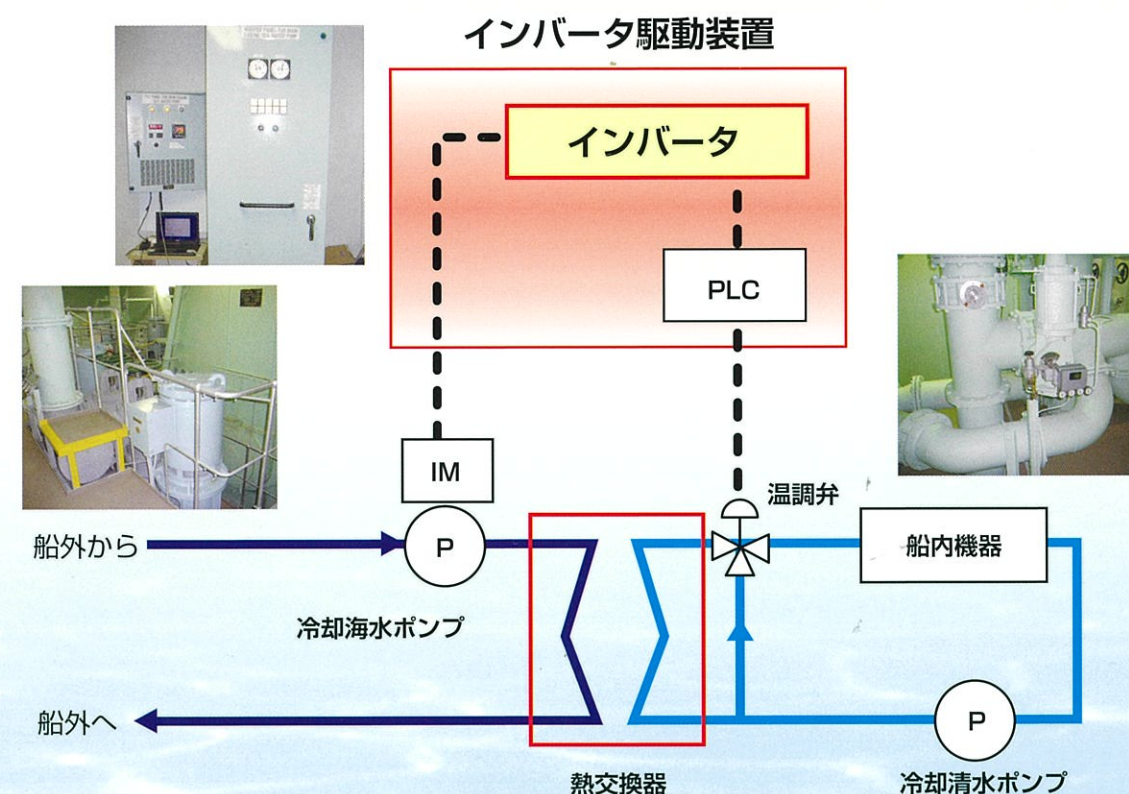 インバータ駆動装置
インバータ
PLC
IM
温調弁
船外から
P
船内機器
冷却海水ポンプ
船外へ
P
熱交換器
冷却清水ポンプ